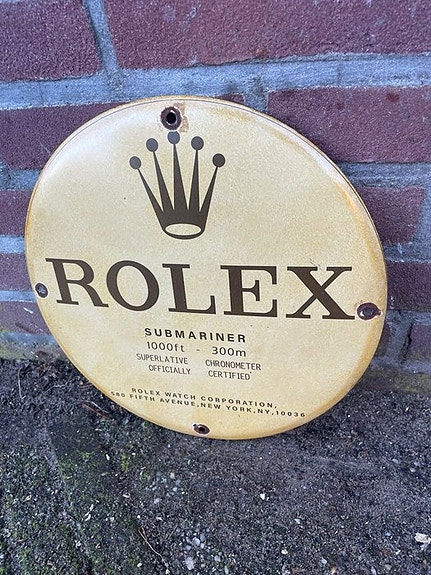 ROLEX
SUBMARINER
1000ft - 300m
SUPERLATIVE CHRONOMETER
OFFICIALLY CERTIFIED
ROLEX WATCH CORPORATION,
580 FIFTH AVENUE, NEW YORK, NY, 10036